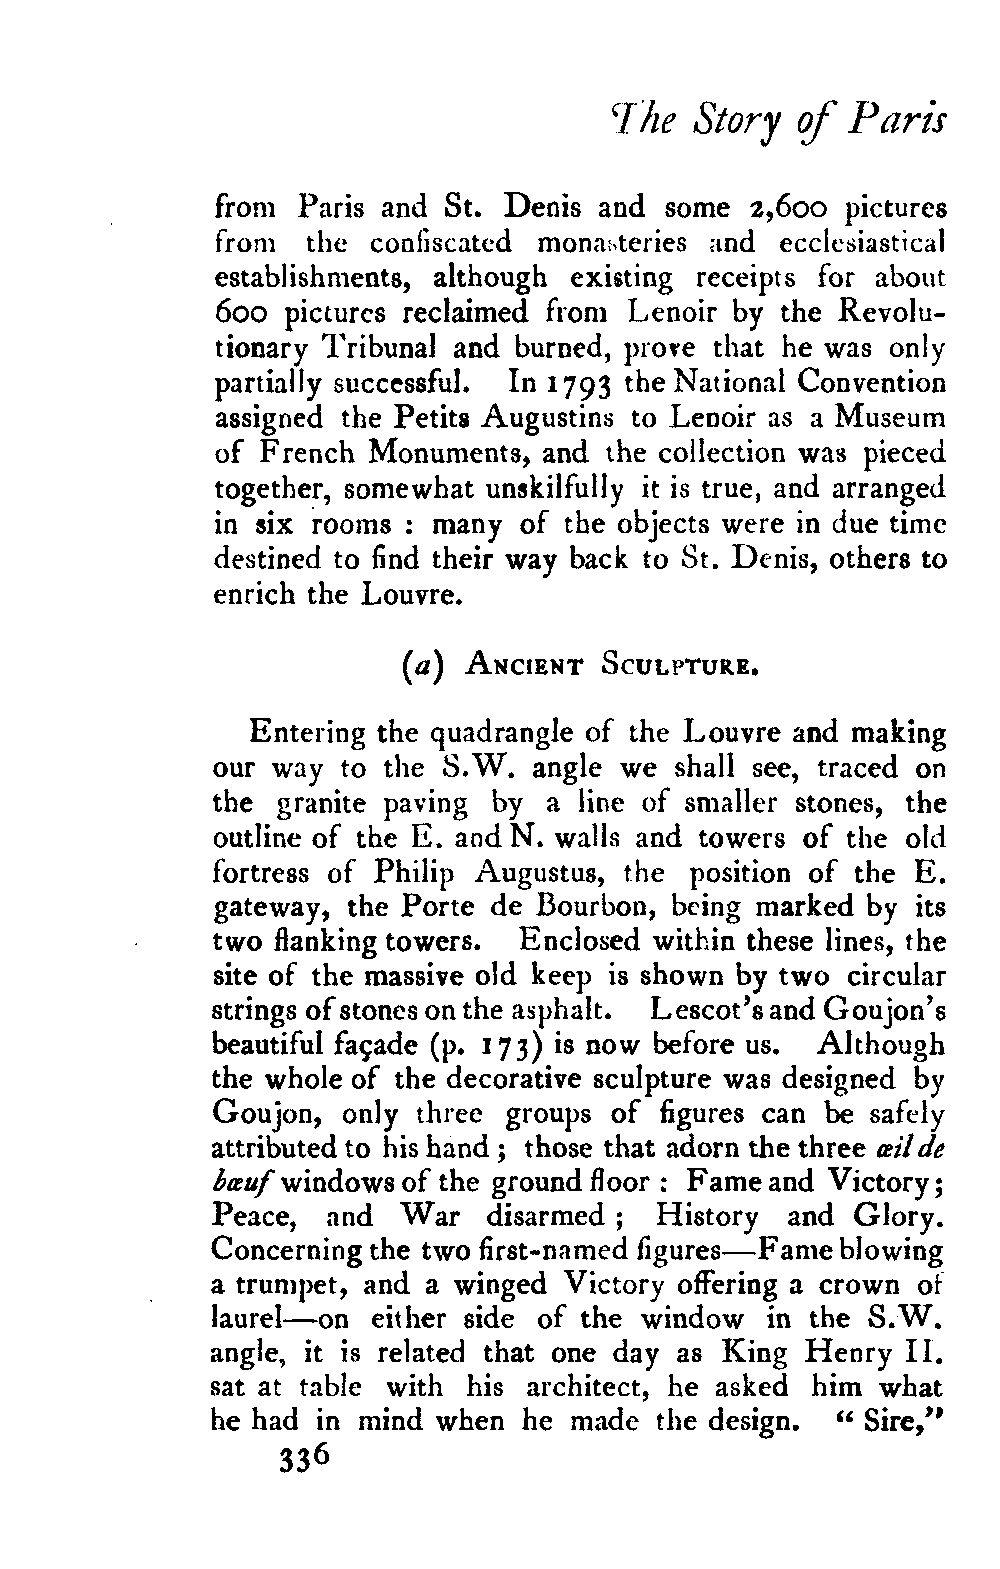 The Story of Paris
from Paris and St. Denis and some 2,600 pictures
from the confiscated monasteries and ecclesiastical
establishments, although existing receipts for about
600 pictures reclaimed from Lenoir by the Revolu-
tionary Tribunal and burned, prove that he was only
partially successful. In 1793 the National Convention
assigned the Petits Augustins to Lenoir as a Museum
of French Monuments, and the collection was pieced
together, somewhat unskilfully it is true, and arranged
in six rooms : many of the objects were in due time
destined to find their way back to St. Denis, others to
enrich the Louvre.
(a) Ancient Sculpture.
Entering the quadrangle of the Louvre and making
our way to the S.W. angle we shall see, traced on
the granite paving by a line of smaller stones, the
outline of the E. and N. walls and towers of the old
fortress of Philip Augustus, the position of the E.
gateway, the Porte de Bourbon, being marked by its
two flanking towers. Enclosed within these lines, the
site of the massive old keep is shown by two circular
strings of stones on the asphalt. Lescot's and Goujon's
beautiful façade (p. 173) is now before us. Although
the whole of the decorative sculpture was designed by
Goujon, only three groups of figures can be safely
attributed to his hand ; those that adorn the three œil de
bœuf windows of the ground floor : Fame and Victory ;
Peace, and War disarmed ; History and Glory.
Concerning the two first-named figures—Fame blowing
a trumpet, and a winged Victory offering a crown of
laurel—on either side of the window in the S.W.
angle, it is related that one day as King Henry II.
sat at table with his architect, he asked him what
he had in mind when he made the design. “ Sire,”
336